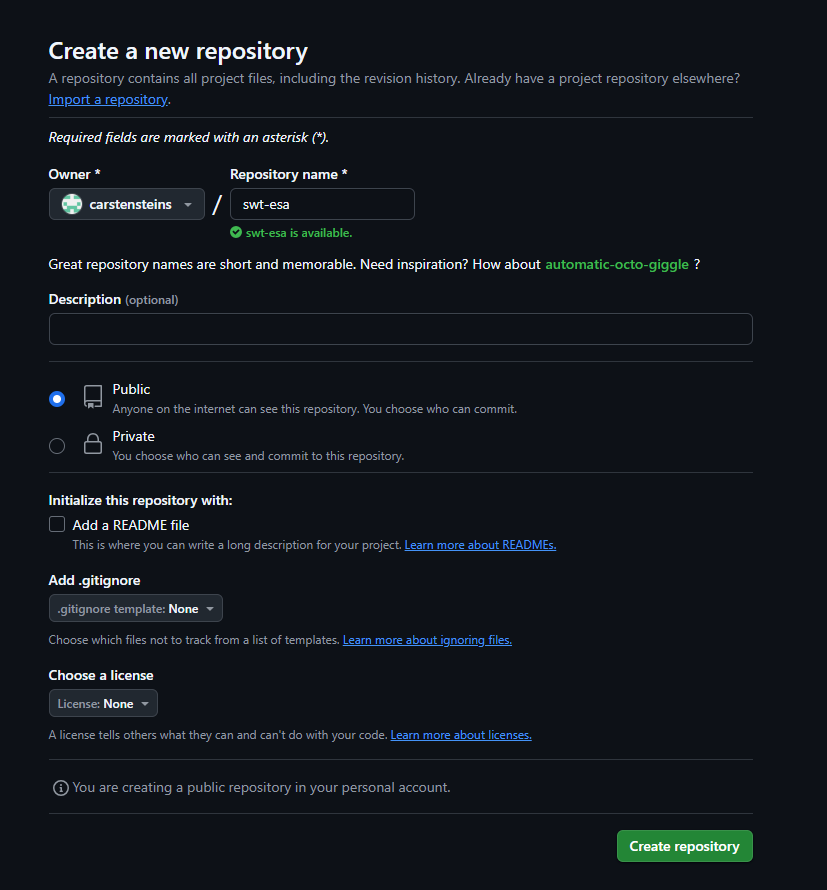 Create a new repository
A repository contains all project files, including the revision history. Already have a project repository elsewhere?
Import a repository.
Required fields are marked with an asterisk (*).
Owner * Repository name *
carstensteins / swt-esa
swt-esa is available.
Great repository names are short and memorable. Need inspiration? How about automatic-octo-giggle ?
Description (optional)
Public
Anyone on the internet can see this repository. You choose who can commit.
Private
You choose who can see and commit to this repository.
Initialize this repository with:
Add a README file
This is where you can write a long description for your project. Learn more about READMEs.
Add .gitignore
.gitignore template: None
Choose which files not to track from a list of templates. Learn more about ignoring files.
Choose a license
License: None
A license tells others what they can and can't do with your code. Learn more about licenses.
You are creating a public repository in your personal account.
Create repository